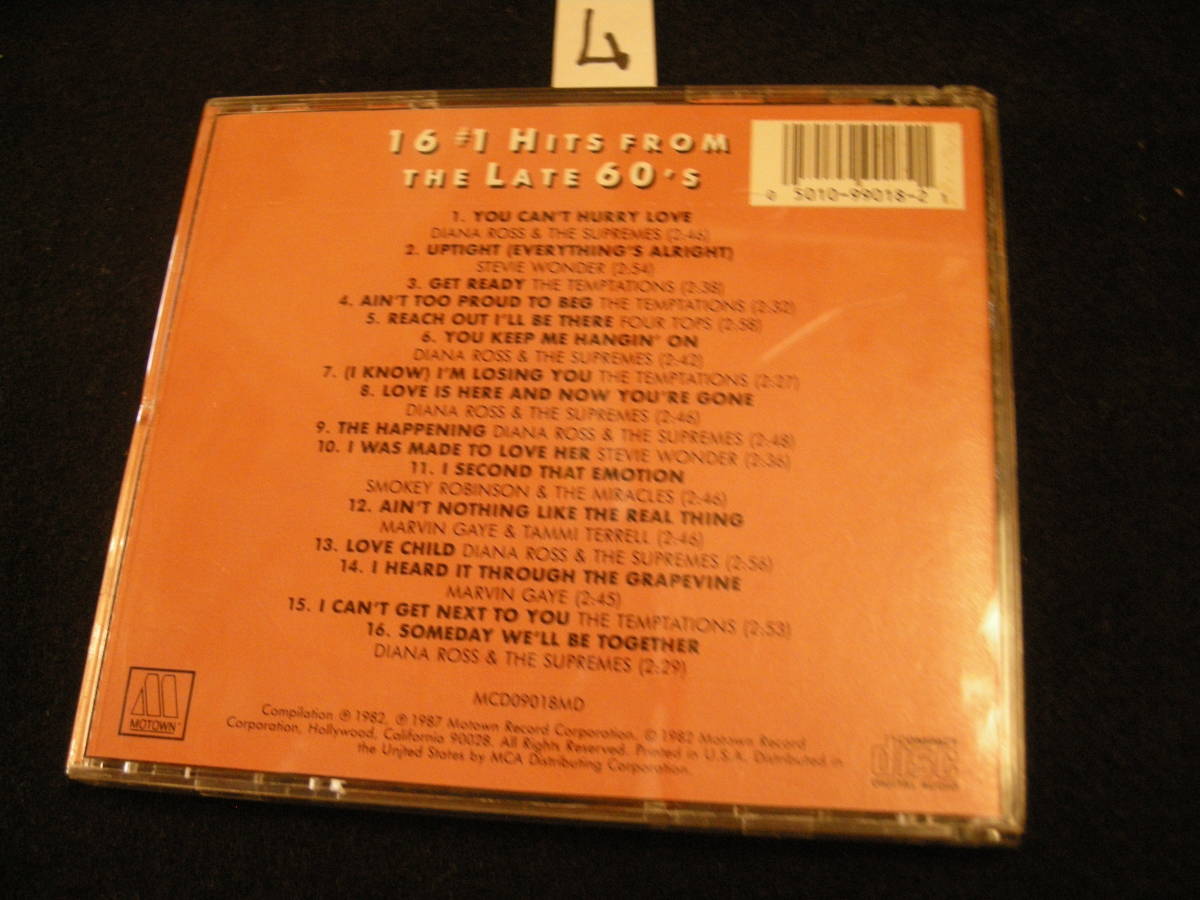 4
16 #1 HITS FROM
THE LATE 60'S
0 5010-99018-2 1
1. YOU CAN'T HURRY LOVE
DIANA ROSS & THE SUPREMES (2:46)
2. UPTIGHT (EVERYTHING'S ALRIGHT)
STEVIE WONDER (2:54)
3. GET READY THE TEMPTATIONS (2:38)
4. AIN'T TOO PROUD TO BEG THE TEMPTATIONS (2:32)
5. REACH OUT I'LL BE THERE FOUR TOPS (2:58)
6. YOU KEEP ME HANGIN' ON
DIANA ROSS & THE SUPREMES (2:42)
7. (I KNOW) I'M LOSING YOU THE TEMPTATIONS (2:27)
8. LOVE IS HERE AND NOW YOU'RE GONE
DIANA ROSS & THE SUPREMES (2:46)
9. THE HAPPENING DIANA ROSS & THE SUPREMES (2:48)
10. I WAS MADE TO LOVE HER STEVIE WONDER (2:36)
11. I SECOND THAT EMOTION
SMOKEY ROBINSON & THE MIRACLES (2:46)
12. AIN'T NOTHING LIKE THE REAL THING
MARVIN GAYE & TAMMI TERRELL (2:46)
13. LOVE CHILD DIANA ROSS & THE SUPREMES (2:56)
14. I HEARD IT THROUGH THE GRAPEVINE
MARVIN GAYE (2:45)
15. I CAN'T GET NEXT TO YOU THE TEMPTATIONS (2:53)
16. SOMEDAY WE'LL BE TOGETHER
DIANA ROSS & THE SUPREMES (2:29)
MCD09018MD
Compilation ℗ 1982, ℗ 1987 Motown Record Corporation. © 1982 Motown Record
Corporation, Hollywood, California 90028. All Rights Reserved. Printed in U.S.A. Distributed in
the United States by MCA Distributing Corporation.
MOTOWN
COMPACT
disc
DIGITAL AUDIO